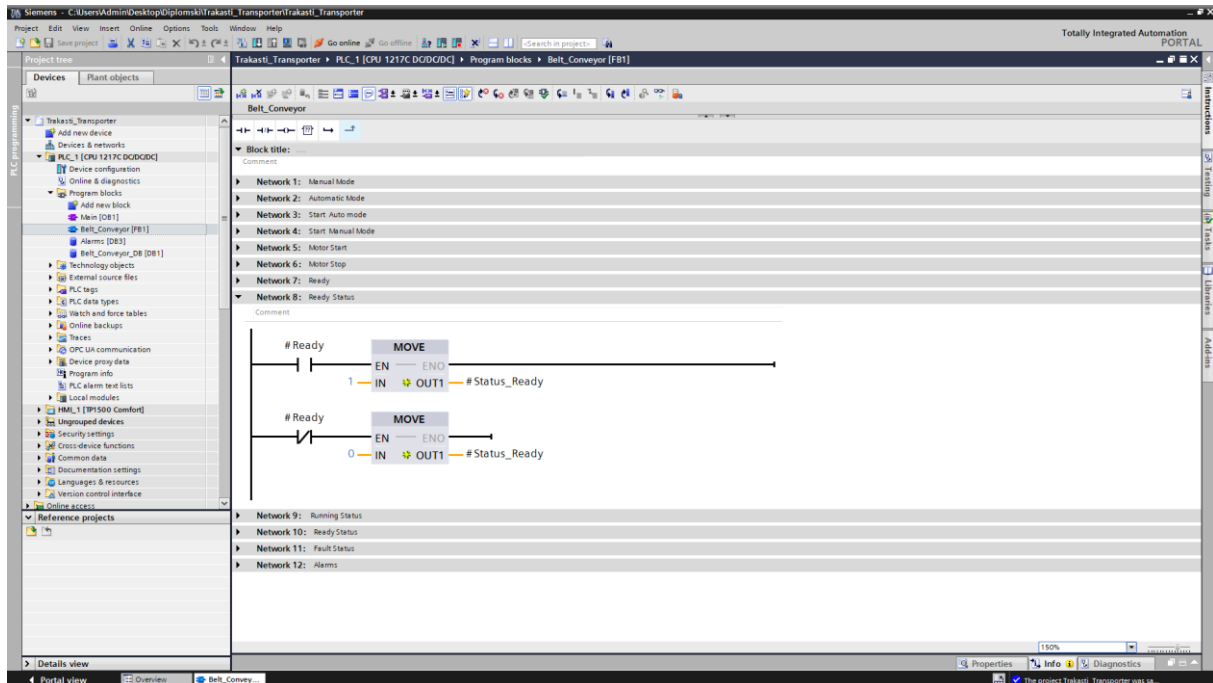 Siemens - C:\Users\Admin\Desktop\Diplomski\Trakasti_Transporter\Trakasti_Transporter
Project Edit View Insert Online Options Tools Window Help
Save project Go online Go offline <Search in project>
Totally Integrated Automation
PORTAL
Project tree
Trakasti_Transporter PLC_1 [CPU 1217C DC/DC/DC] Program blocks Belt_Conveyor [FB1]
Devices Plant objects
PLC programming
Trakasti_Transporter
Add new device
Devices & networks
PLC_1 [CPU 1217C DC/DC/DC]
Device configuration
Online & diagnostics
Program blocks
Add new block
Main [OB1]
Belt_Conveyor [FB1]
Alarms [DB3]
Belt_Conveyor_DB [DB1]
Technology objects
External source files
PLC tags
PLC data types
Watch and force tables
Online backups
Traces
OPC UA communication
Device proxy data
Program info
PLC alarm text lists
Local modules
HMI_1 [TP1500 Comfort]
Ungrouped devices
Security settings
Cross-device functions
Common data
Documentation settings
Languages & resources
Version control interface
Online access
Reference projects
Details view
Belt_Conveyor
Block title: ....
Comment
Network 1: Manual Mode
Network 2: Automatic Mode
Network 3: Start Auto mode
Network 4: Start Manual Mode
Network 5: Motor Start
Network 6: Motor Stop
Network 7: Ready
Network 8: Ready Status
Comment
#Ready MOVE
EN ENO
1 IN OUT1 #Status_Ready
#Ready MOVE
EN ENO
0 IN OUT1 #Status_Ready
Network 9: Running Status
Network 10: Ready Status
Network 11: Fault Status
Network 12: Alarms
150%
Properties Info Diagnostics
Instructions
Testing
Tasks
Libraries
Add-ins
Portal view Overview Belt_Convey...
The project Trakasti_Transporter was sa...